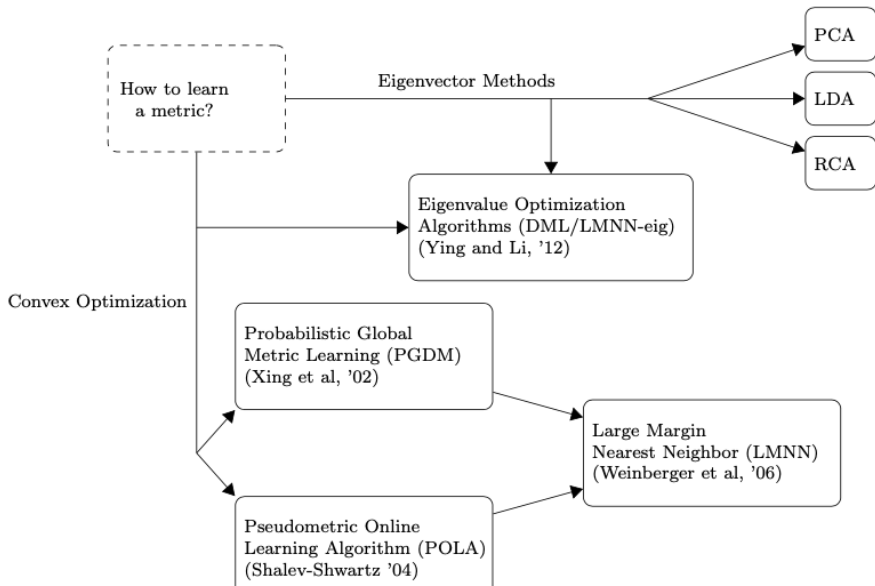 How to learn
a metric?
Eigenvector Methods
PCA
LDA
RCA
Eigenvalue Optimization
Algorithms (DML/LMNN-eig)
(Ying and Li, '12)
Convex Optimization
Probabilistic Global
Metric Learning (PGDM)
(Xing et al, '02)
Large Margin
Nearest Neighbor (LMNN)
(Weinberger et al, '06)
Pseudometric Online
Learning Algorithm (POLA)
(Shalev-Shwartz '04)